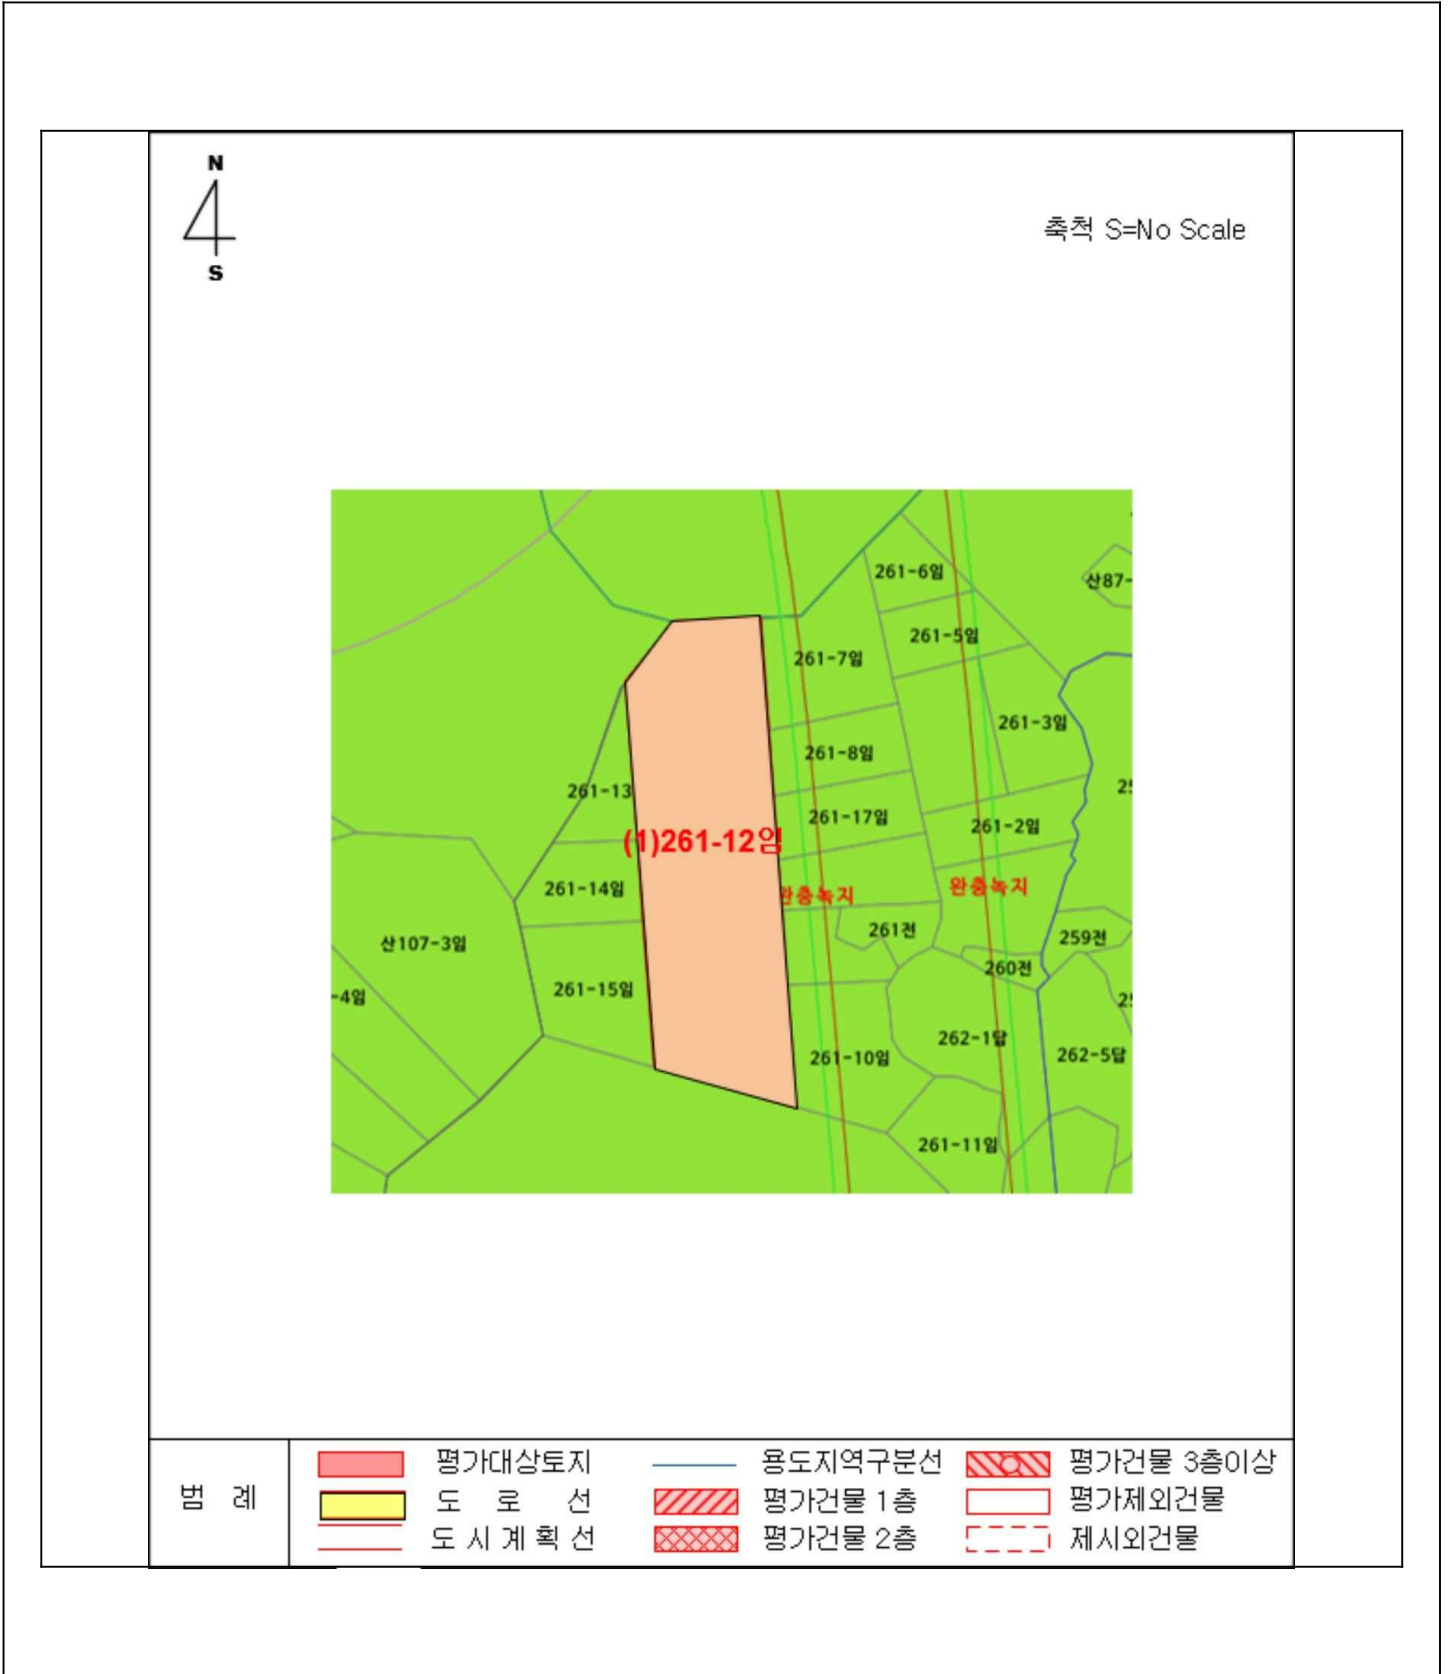 N
S
축척 S=No Scale
261-6임
산87-
261-5임
261-7임
261-3임
261-8임
261-13
261-17임
261-2임
(1)261-12임
261-14임
완충녹지
완충녹지
261전
산107-3임
259전
260전
-4임
261-15임
262-1답
262-5답
261-10임
261-11임
범 례
평가대상토지
용도지역구분선
평가건물 3층이상
도 로 선
평가건물 1층
평가제외건물
도 시 계 획 선
평가건물 2층
제시외건물